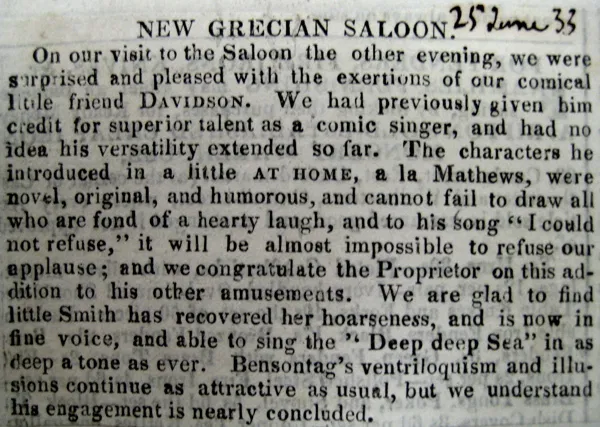 NEW GRECIAN SALOON. 25 June 33
On our visit to the Saloon the other evening, we were
surprised and pleased with the exertions of our comical
little friend DAVIDSON. We had previously given him
credit for superior talent as a comic singer, and had no
idea his versatility extended so far. The characters he
introduced in a little AT HOME, a la Mathews, were
novel, original, and humorous, and cannot fail to draw all
who are fond of a hearty laugh, and to his song "I could
not refuse," it will be almost impossible to refuse our
applause; and we congratulate the Proprietor on this ad-
dition to his other amusements. We are glad to find
little Smith has recovered her hoarseness, and is now in
fine voice, and able to sing the "Deep deep Sea" in as
deep a tone as ever. Bensontag's ventriloquism and illu-
sions continue as attractive as usual, but we understand
his engagement is nearly concluded.